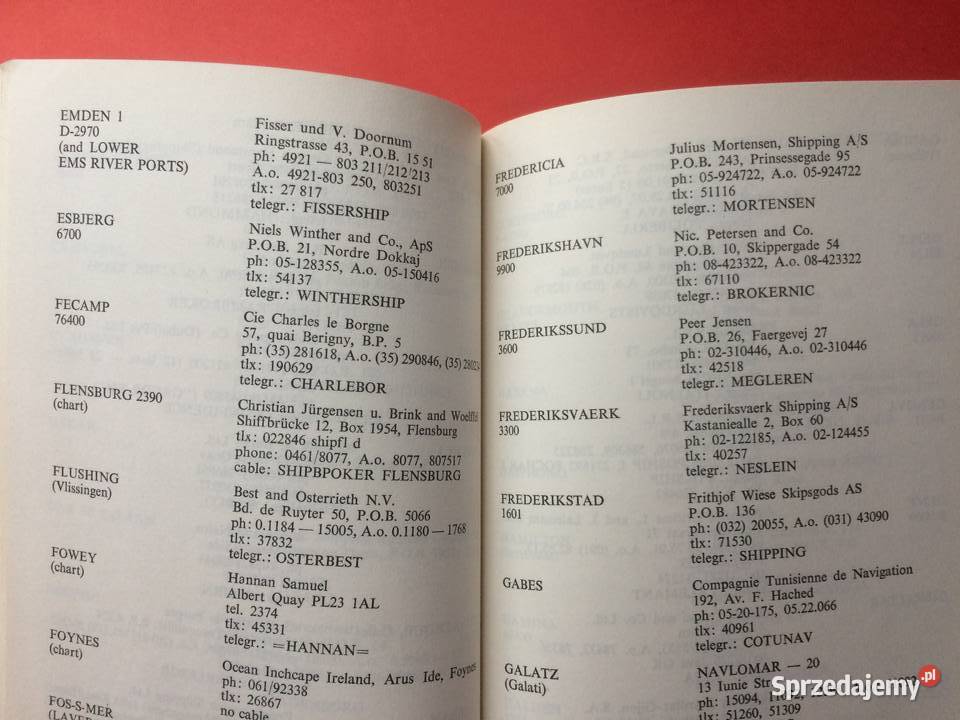 EMDEN 1
D-2970
(and LOWER
EMS RIVER PORTS)
Fisser und V. Doornum
Ringstrasse 43, P.O.B. 15 51
ph: 4921 — 803 211/212/213
A.o. 4921-803 250, 803251
tlx: 27 817
telegr.: FISSERSHIP
ESBJERG
6700
Niels Winther and Co., ApS
P.O.B. 21, Nordre Dokkaj
ph: 05-128355, A.o. 05-150416
tlx: 54137
telegr.: WINTHERSHIP
FECAMP
76400
Cie Charles le Borgne
57, quai Berigny, B.P. 5
ph: (35) 281618, A.o. (35) 290846, (35)
tlx: 190629
telegr.: CHARLEBOR
FLENSBURG 2390
(chart)
Christian Jürgensen u. Brink and
Shiffbrücke 12, Box 1954, Flensburg
tlx: 022846 shipfl d
phone: 0461/8077, A.o. 8077, 807517
cable: SHIPBPOKER FLENSBURG
FLUSHING
(Vlissingen)
Best and Osterrieth N.V.
Bd. de Ruyter 50, P.O.B. 5066
ph: 0.1184 — 15005, A.o. 0.1180 — 1768
tlx: 37832
telegr.: OSTERBEST
FOWEY
(chart)
Hannan Samuel
Albert Quay PL23 1AL
tel. 2374
tlx: 45331
telegr.: =HANNAN=
FOYNES
(chart)
Ocean Inchcape Ireland, Arus Ide, Foynes
ph: 061/92338
tlx: 26867
no cable
FOS-S-MER
FREDERICIA
7000
Julius Mortensen, Shipping A/S
P.O.B. 243, Prinsessegade 95
ph: 05-924722, A.o. 05-924722
tlx: 51116
telegr.: MORTENSEN
FREDERIKSHAVN
9900
Nic. Petersen and Co.
P.O.B. 10, Skippergade 54
ph: 08-423322, A.o. 08-423322
tlx: 67110
telegr.: BROKERNIC
FREDERIKSSUND
3600
Peer Jensen
P.O.B. 26, Faergevej 27
ph: 02-310446, A.o. 02-310446
tlx: 42518
telegr.: MEGLEREN
FREDERIKSVAERK
3300
Frederiksvaerk Shipping A/S
Kastaniealle 2, Box 60
ph: 02-122185, A.o. 02-124455
tlx: 40257
telegr.: NESLEIN
FREDERIKSTAD
1601
Frithjof Wiese Skipsgods AS
P.O.B. 136
ph: (032) 20055, A.o. (031) 43090
tlx: 71530
telegr.: SHIPPING
GABES
Compagnie Tunisienne de Navigation
192, Av. F. Hached
ph: 05-20-175, 05.22.066
tlx: 40961
telegr.: COTUNAV
GALATZ
(Galati)
NAVLOMAR — 20
13 Iunie
ph: 15094,
tlx: 51260, 51309
Sprzedajemy.pl